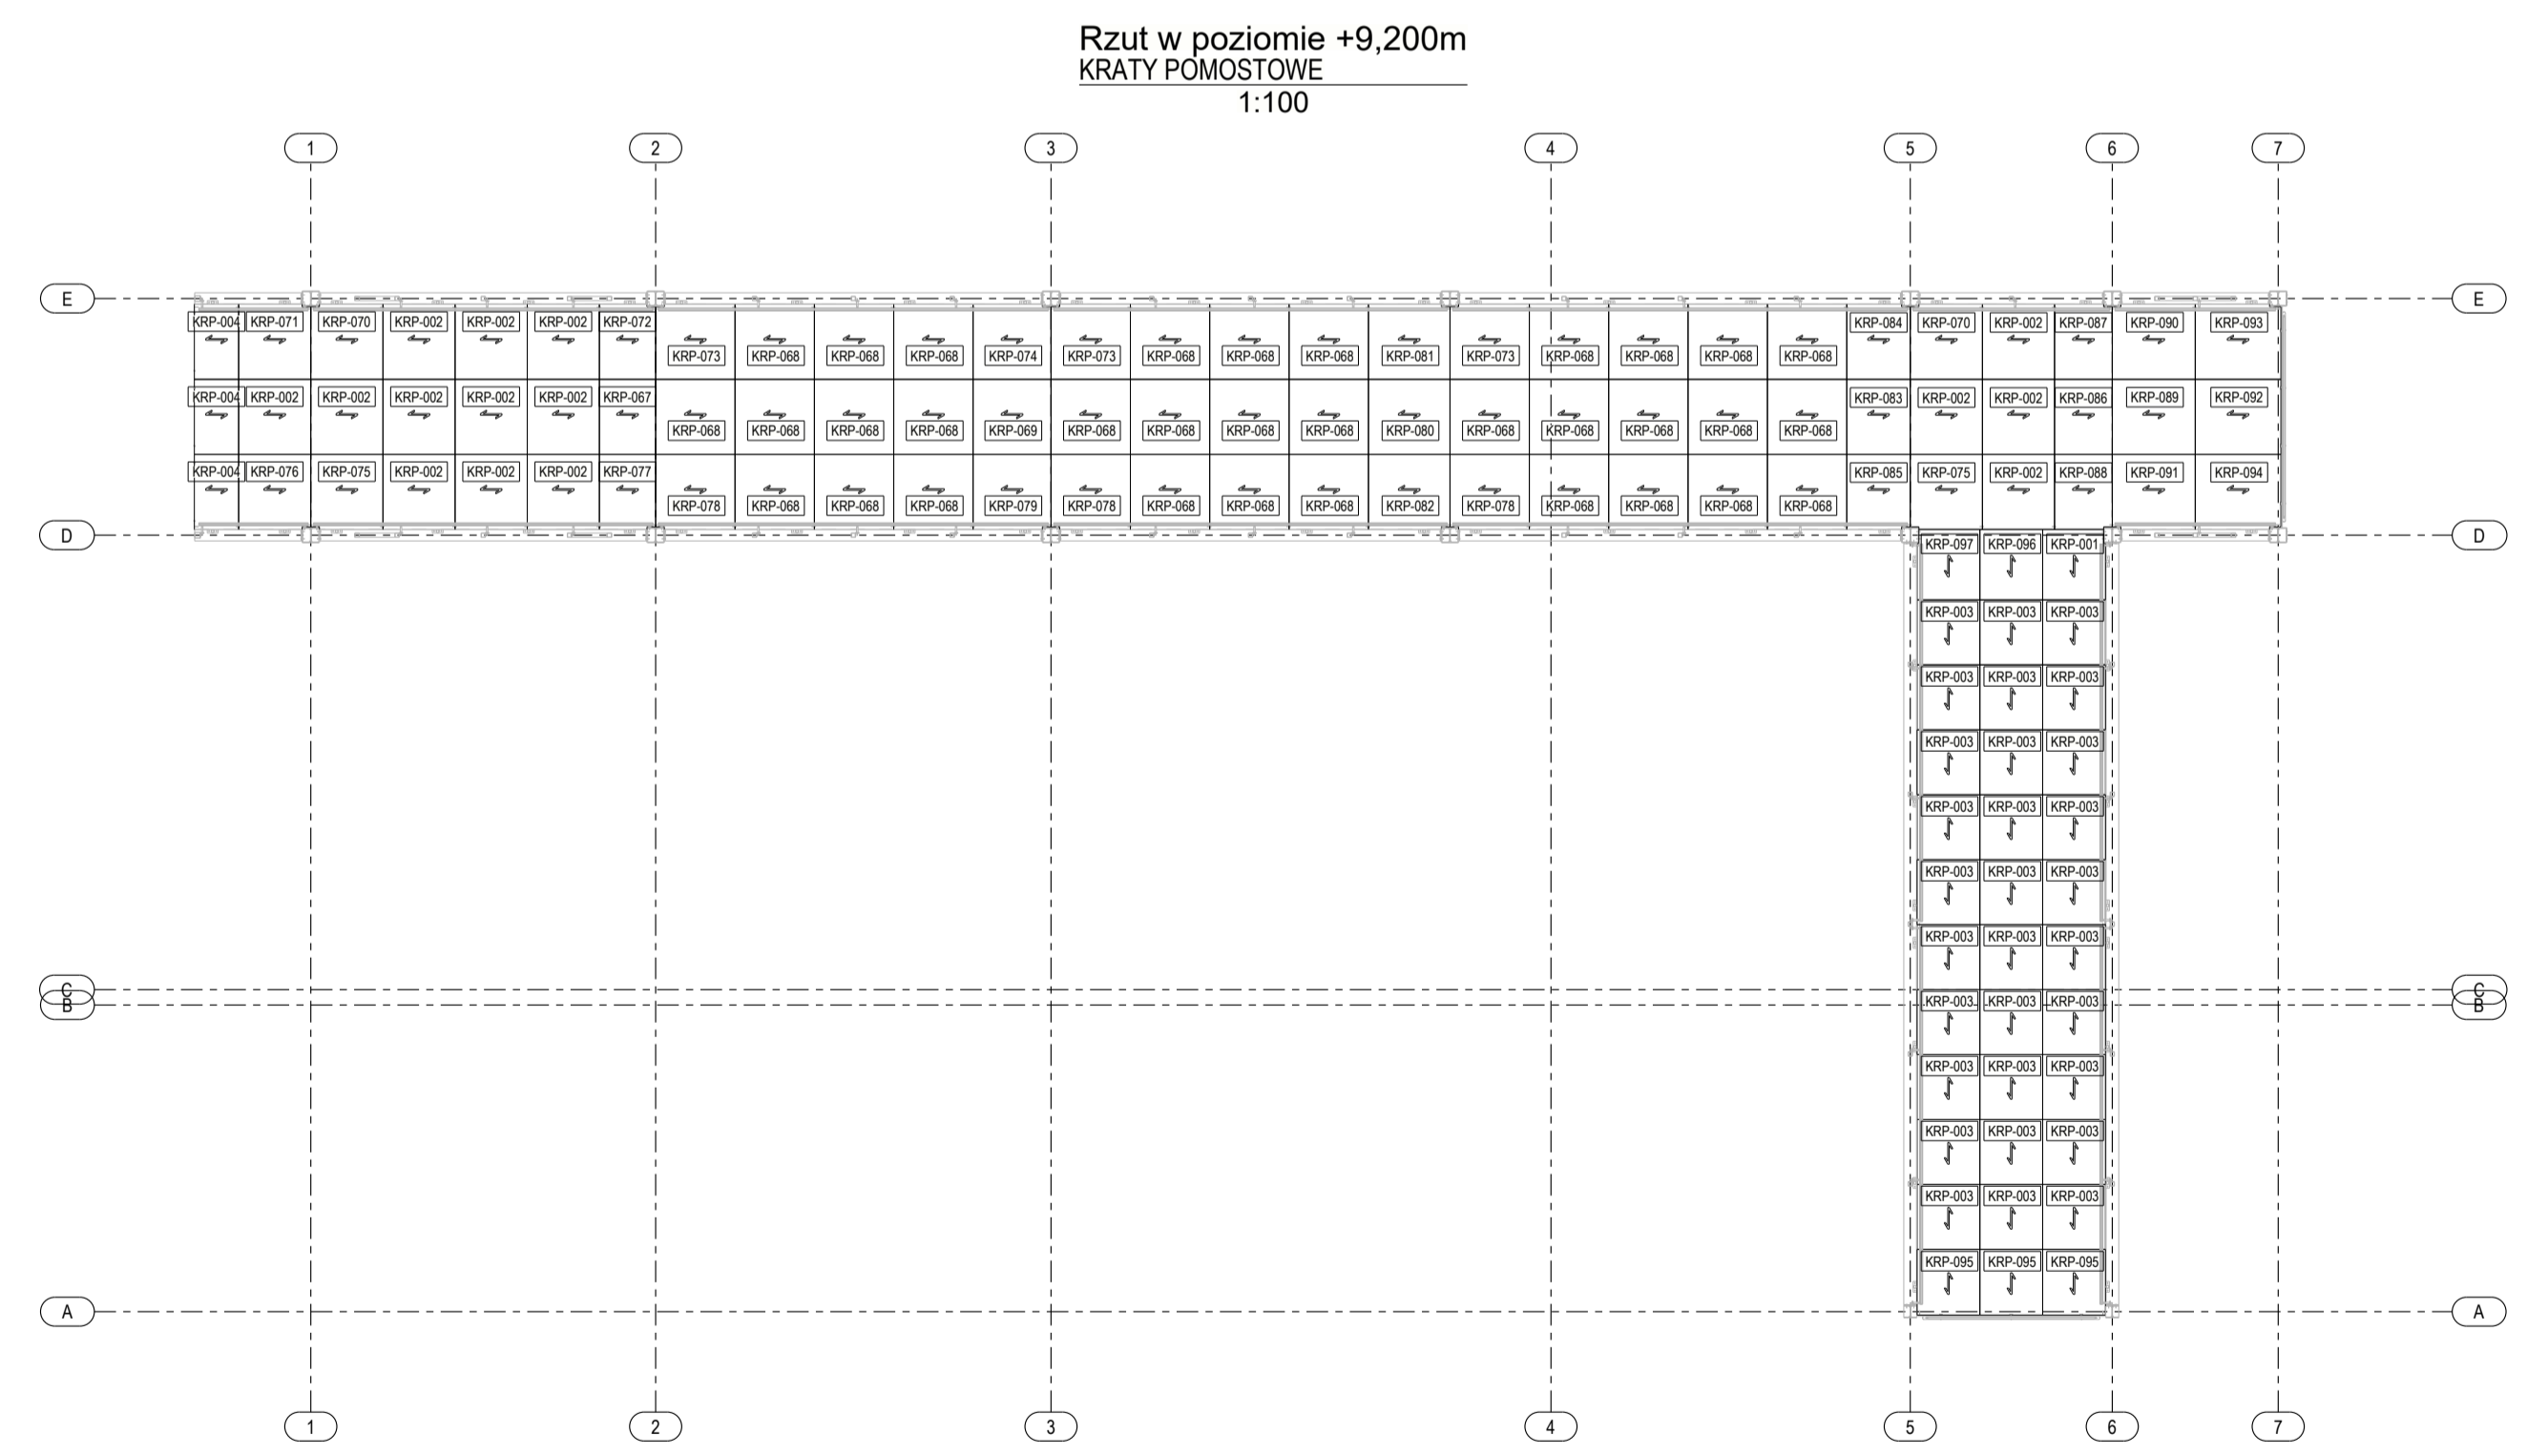 Rzut w poziomie +9,200m
KRATY POMOSTOWE
1:100
1 2 3 4 5 6 7
E E
KRP-004 KRP-071 KRP-070 KRP-002 KRP-002 KRP-002 KRP-072 KRP-084 KRP-070 KRP-002 KRP-087 KRP-090 KRP-093
KRP-073 KRP-068 KRP-068 KRP-068 KRP-074 KRP-073 KRP-068 KRP-068 KRP-068 KRP-081 KRP-073 KRP-068 KRP-068 KRP-068 KRP-068
KRP-004 KRP-002 KRP-002 KRP-002 KRP-002 KRP-002 KRP-067 KRP-083 KRP-002 KRP-002 KRP-086 KRP-089 KRP-092
KRP-068 KRP-068 KRP-068 KRP-068 KRP-069 KRP-068 KRP-068 KRP-068 KRP-068 KRP-080 KRP-068 KRP-068 KRP-068 KRP-068 KRP-068
KRP-004 KRP-076 KRP-075 KRP-002 KRP-002 KRP-002 KRP-077 KRP-085 KRP-075 KRP-002 KRP-088 KRP-091 KRP-094
KRP-078 KRP-068 KRP-068 KRP-068 KRP-079 KRP-078 KRP-068 KRP-068 KRP-068 KRP-082 KRP-078 KRP-068 KRP-068 KRP-068 KRP-068
D D
KRP-097 KRP-096 KRP-001
KRP-003 KRP-003 KRP-003
KRP-003 KRP-003 KRP-003
KRP-003 KRP-003 KRP-003
KRP-003 KRP-003 KRP-003
KRP-003 KRP-003 KRP-003
KRP-003 KRP-003 KRP-003
C C
B B
KRP-003 KRP-003 KRP-003
KRP-003 KRP-003 KRP-003
KRP-003 KRP-003 KRP-003
KRP-003 KRP-003 KRP-003
KRP-095 KRP-095 KRP-095
A A
1 2 3 4 5 6 7